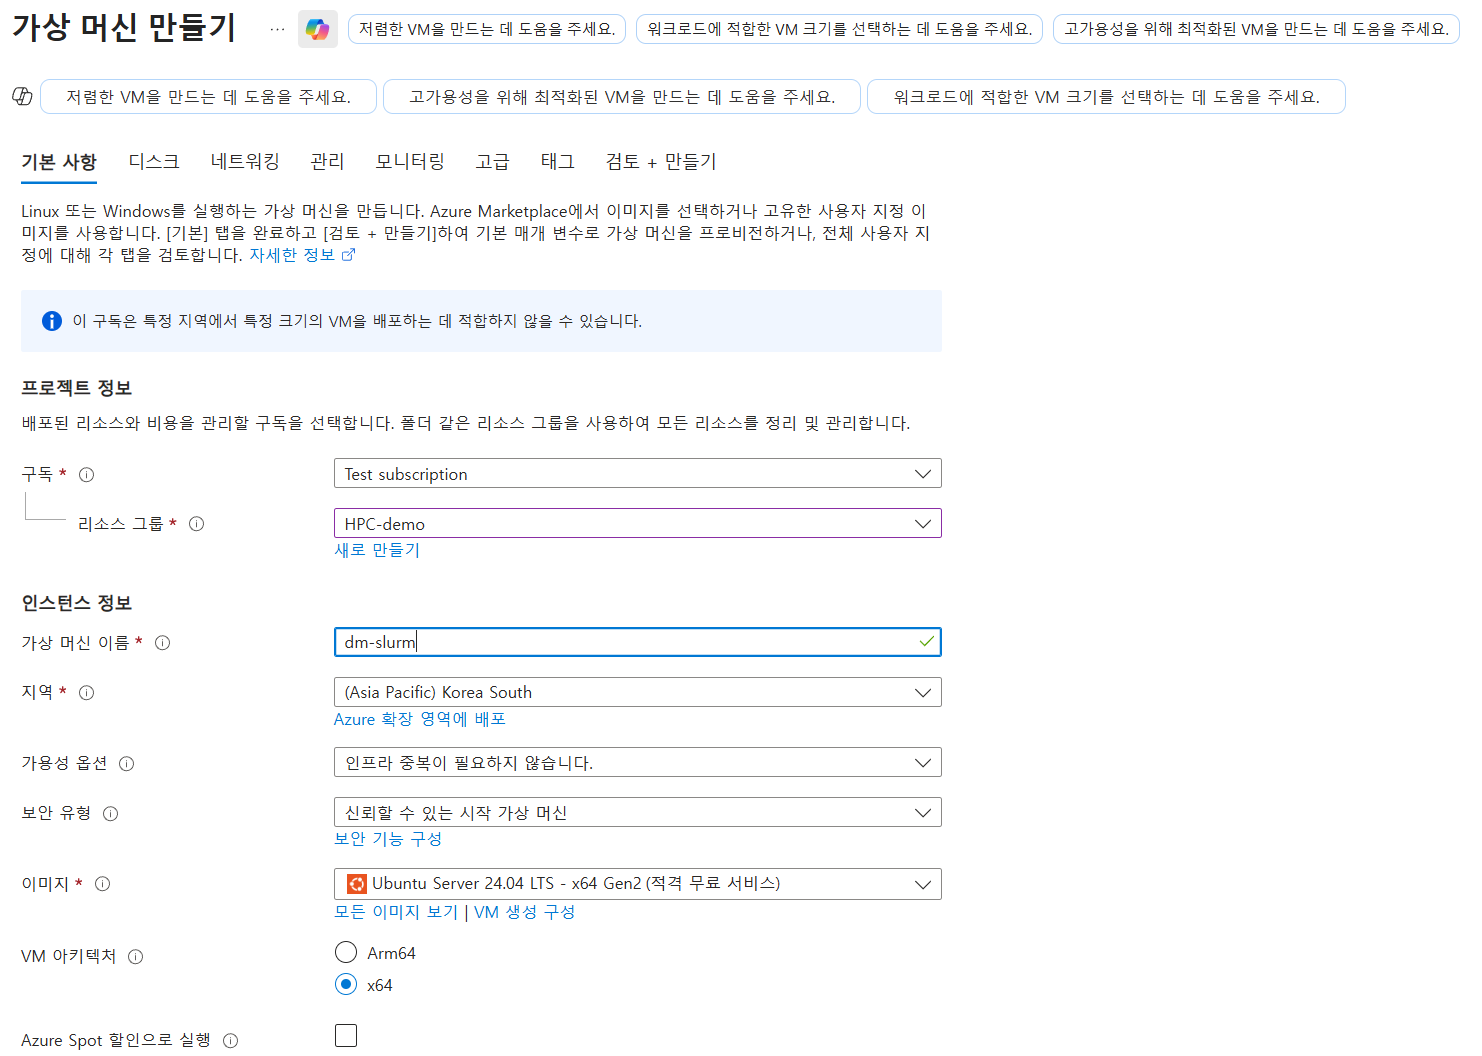 가상 머신 만들기
...
저렴한 VM을 만드는 데 도움을 주세요.
워크로드에 적합한 VM 크기를 선택하는 데 도움을 주세요.
고가용성을 위해 최적화된 VM을 만드는 데 도움을 주세요.
저렴한 VM을 만드는 데 도움을 주세요.
고가용성을 위해 최적화된 VM을 만드는 데 도움을 주세요.
워크로드에 적합한 VM 크기를 선택하는 데 도움을 주세요.
기본 사항 디스크 네트워킹 관리 모니터링 고급 태그 검토 + 만들기
Linux 또는 Windows를 실행하는 가상 머신을 만듭니다. Azure Marketplace에서 이미지를 선택하거나 고유한 사용자 지정 이
미지를 사용합니다. [기본] 탭을 완료하고 [검토 + 만들기]하여 기본 매개 변수로 가상 머신을 프로비전하거나, 전체 사용자 지
정에 대해 각 탭을 검토합니다. 자세한 정보
이 구독은 특정 지역에서 특정 크기의 VM을 배포하는 데 적합하지 않을 수 있습니다.
프로젝트 정보
배포된 리소스와 비용을 관리할 구독을 선택합니다. 폴더 같은 리소스 그룹을 사용하여 모든 리소스를 정리 및 관리합니다.
구독 *
Test subscription
리소스 그룹 *
HPC-demo
새로 만들기
인스턴스 정보
가상 머신 이름 *
dm-slurm
지역 *
(Asia Pacific) Korea South
Azure 확장 영역에 배포
가용성 옵션
인프라 중복이 필요하지 않습니다.
보안 유형
신뢰할 수 있는 시작 가상 머신
보안 기능 구성
이미지 *
Ubuntu Server 24.04 LTS - x64 Gen2 (적격 무료 서비스)
모든 이미지 보기 | VM 생성 구성
VM 아키텍처
Arm64
x64
Azure Spot 할인으로 실행